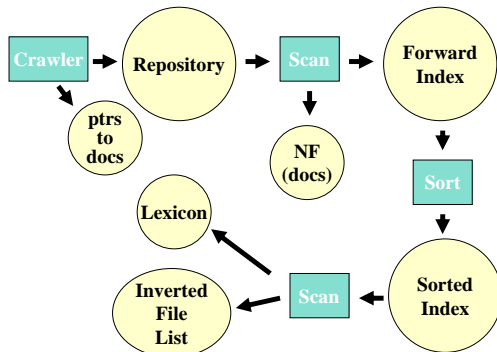 Crawler
Repository
Scan
Forward
Index
ptrs
to
docs
NF
(docs)
Sort
Lexicon
Inverted
File
List
Scan
Sorted
Index